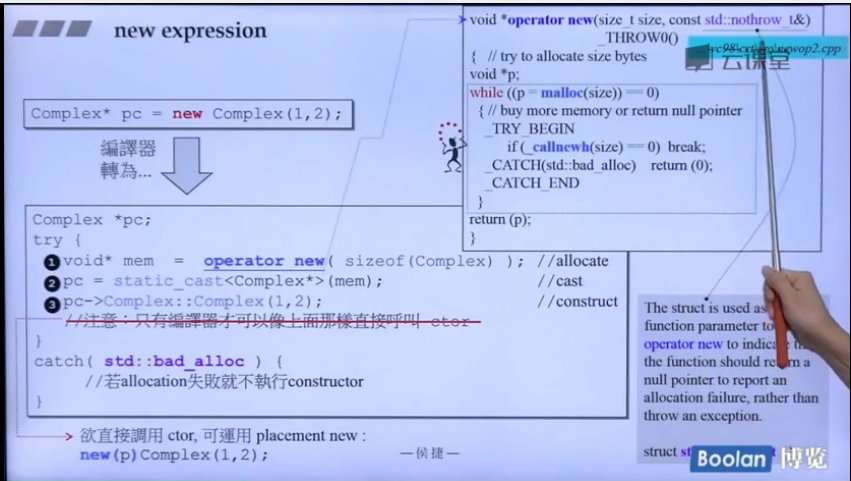 new expression
Complex* pc = new Complex(1,2);
編譯器
轉為...
Complex *pc;
try {
❶void* mem = operator new( sizeof(Complex) ); //allocate
❷pc = static_cast<Complex*>(mem); //cast
❸pc->Complex::Complex(1,2); //construct
//注意：只有編譯器才可以像上面那樣直接呼叫 ctor
}
catch( std::bad_alloc ) {
//若allocation失敗就不執行constructor
}
欲直接調用 ctor, 可運用 placement new :
new(p)Complex(1,2);
—侯捷—
void *operator new(size_t size, const std::nothrow_t&)
_THROW0()
newop2.cpp
云课堂
{ // try to allocate size bytes
void *p;
while ((p = malloc(size)) == 0)
{ // buy more memory or return null pointer
_TRY_BEGIN
if (_callnewh(size) == 0) break;
_CATCH(std::bad_alloc) return (0);
_CATCH_END
}
return (p);
}
The struct is used as
function parameter to
operator new to indicate
the function should return a
null pointer to report an
allocation failure, rather than
throw an exception.
struct
Boolan 博览